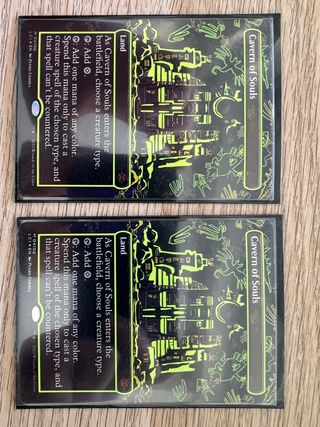 Cavern of Souls
Land
As Cavern of Souls enters the
battlefield, choose a creature type.
: Add
: Add one mana of any color.
Spend this mana only to cast a
creature spell of the chosen type, and
that spell can't be countered.
Cavern of Souls
Land
As Cavern of Souls enters the
battlefield, choose a creature type.
: Add
: Add one mana of any color.
Spend this mana only to cast a
creature spell of the chosen type, and
that spell can't be countered.